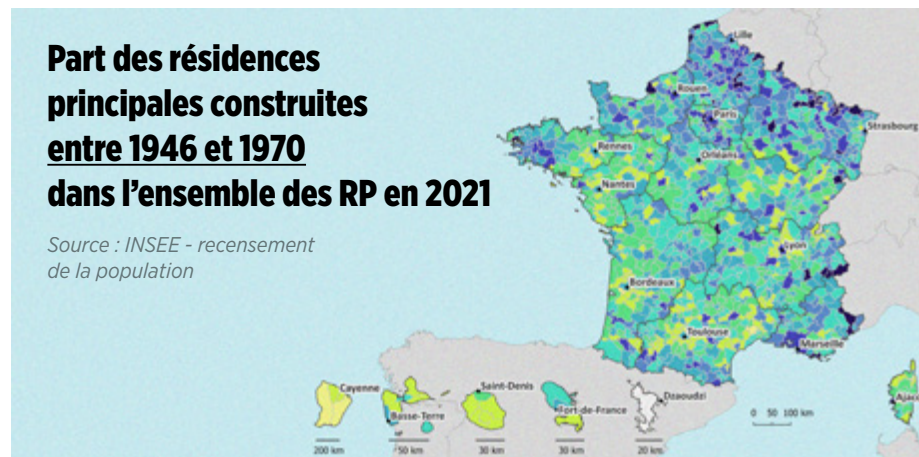 Part des résidences
principales construites
entre 1946 et 1970
dans l’ensemble des RP en 2021
Source : INSEE - recensement
de la population
Lille
Rouen
Paris
Strasbourg
Rennes
Orléans
Nantes
Lyon
Bordeaux
Toulouse
Marseille
Cayenne
Saint-Denis
Dzaoudzi
Basse-Terre
Fort-de-France
Ajacc
0 50 100 km
200 km
50 km
30 km
30 km
20 km